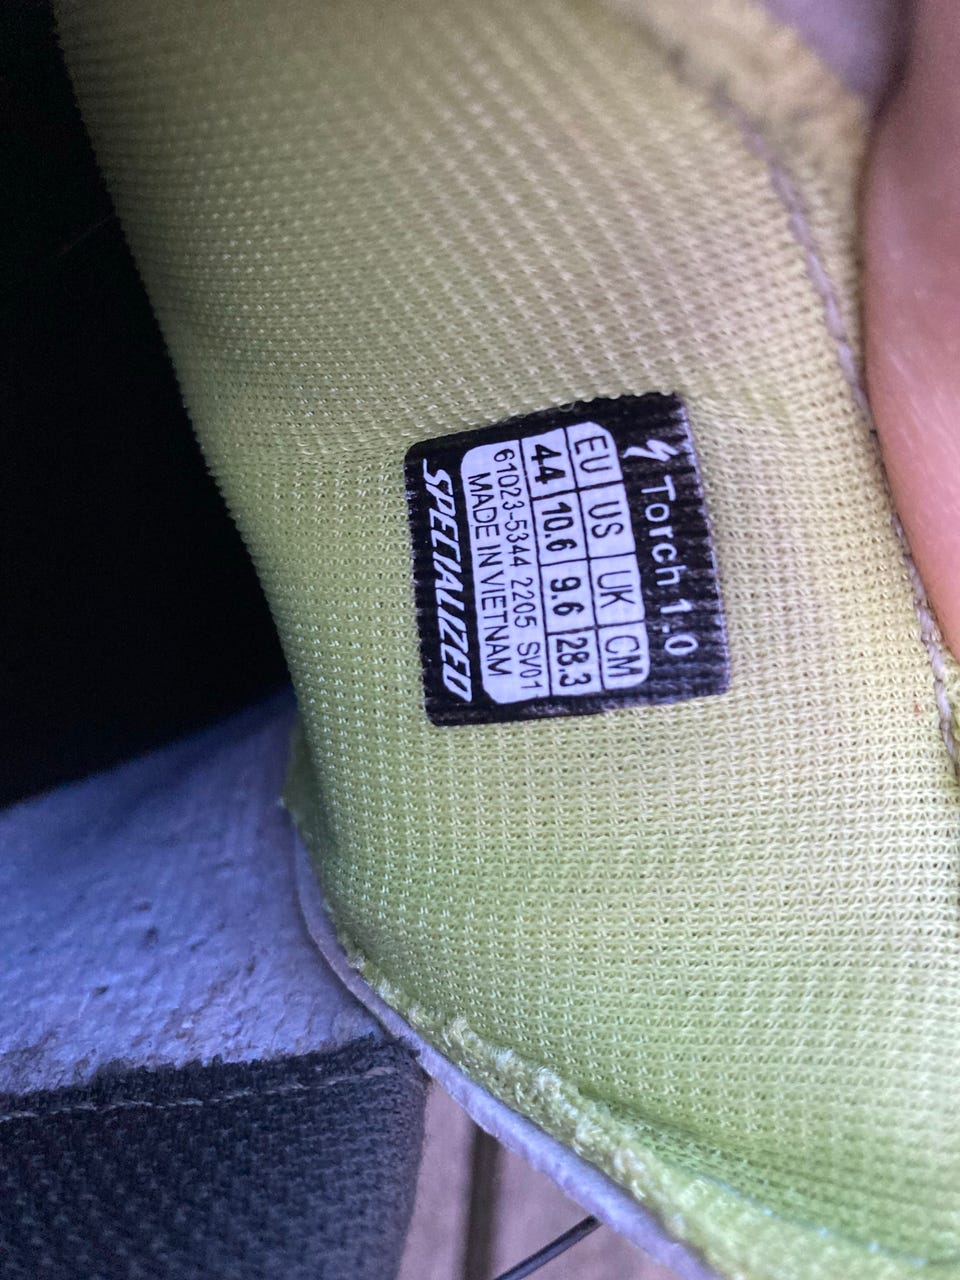 Torch 1.0
EU US UK CM
44 10.6 9.6 28.3
61023-5344 2205 SV01
MADE IN VIETNAM
SPECIALIZED